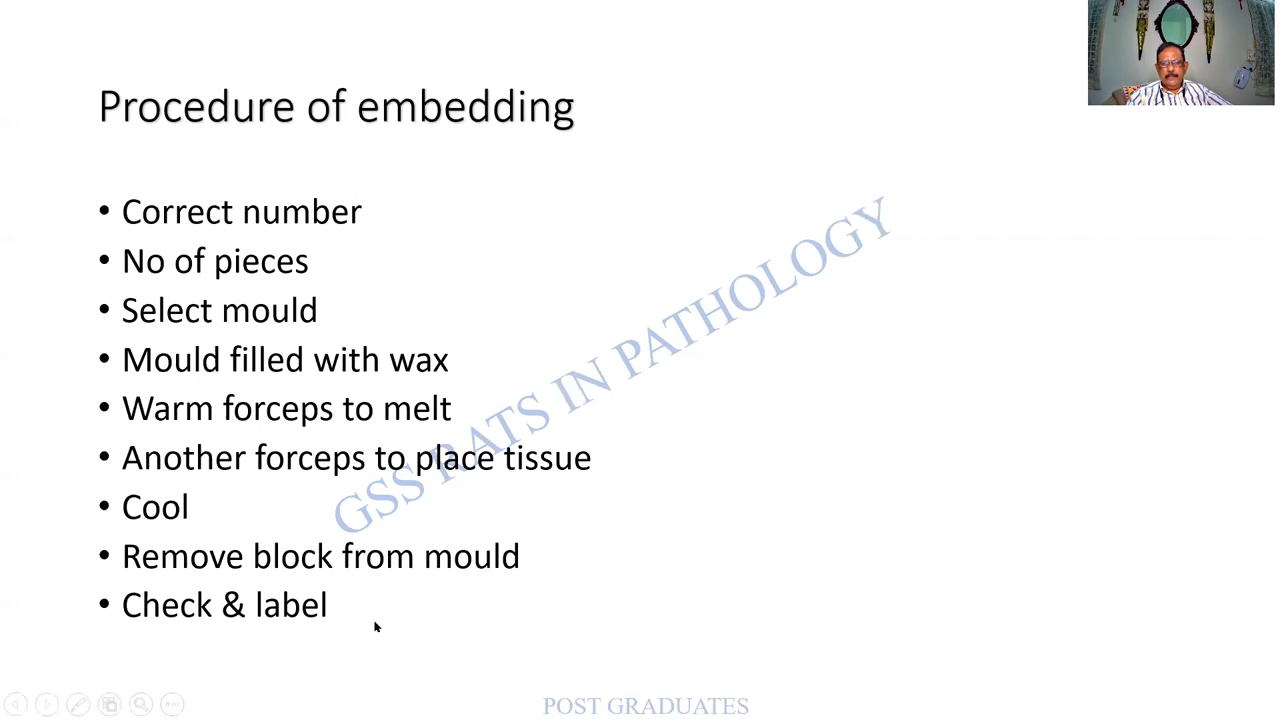 Procedure of embedding
• Correct number
• No of pieces
• Select mould
• Mould filled with wax
• Warm forceps to melt
• Another forceps to place tissue
• Cool
• Remove block from mould
• Check & label
GSS RATS IN PATHOLOGY
POST GRADUATES